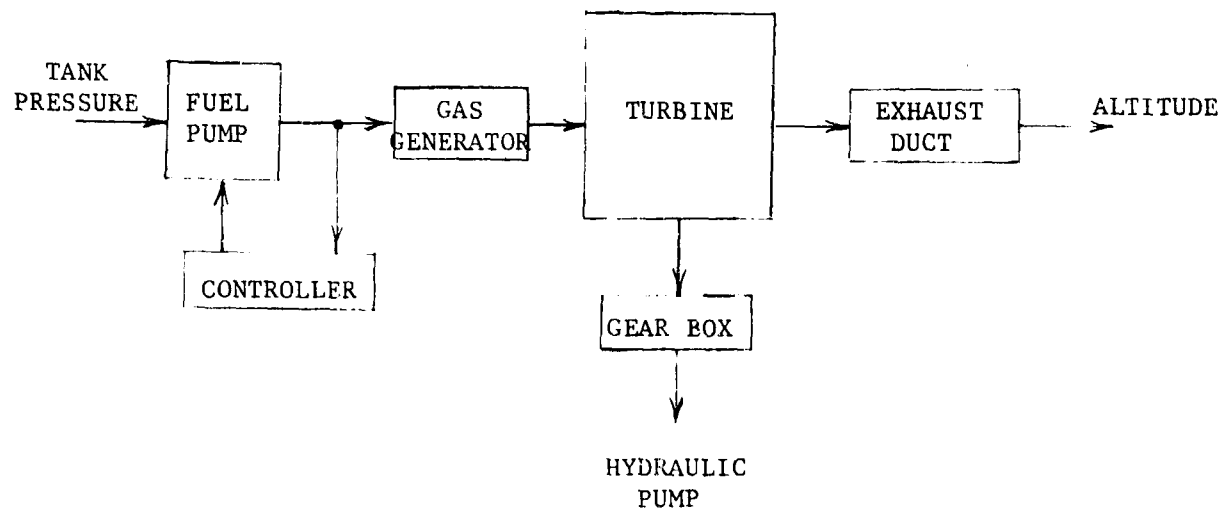 TANK
PRESSURE
FUEL
PUMP
GAS
GENERATOR
TURBINE
EXHAUST
DUCT
ALTITUDE
CONTROLLER
GEAR BOX
HYDRAULIC
PUMP